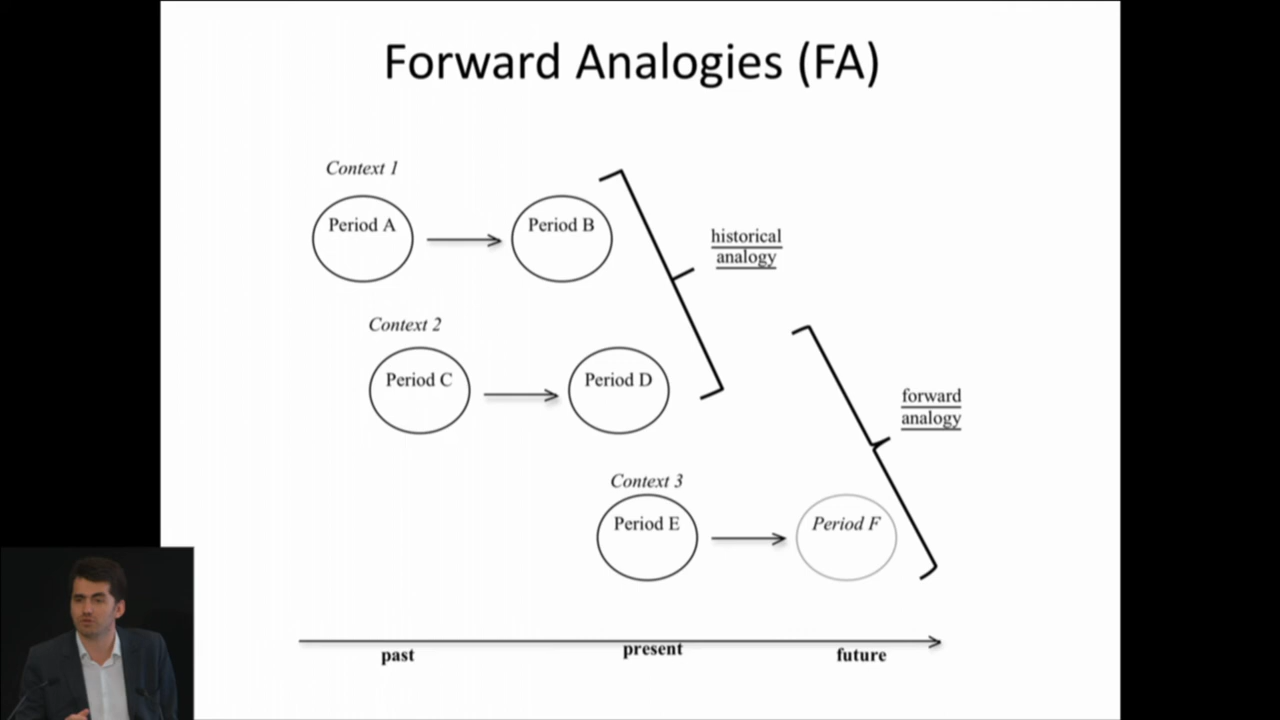 Forward Analogies (FA)
Context 1
Period A
Period B
historical
analogy
Context 2
Period C
Period D
forward
analogy
Context 3
Period E
Period F
past
present
future